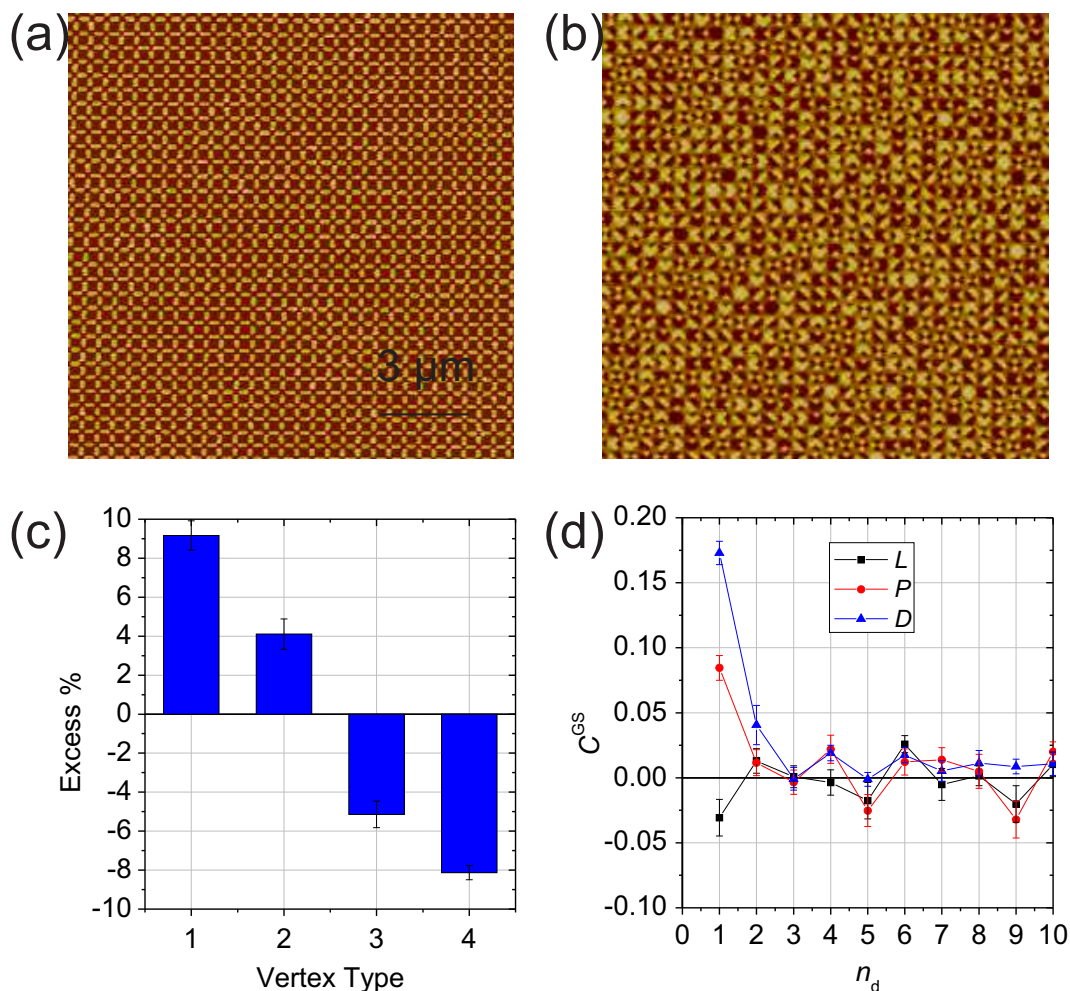 (a)
(b)
3 µm
(c)
10
8
6
4
2
0
-2
-4
-6
-8
-10
Excess %
1 2 3 4
Vertex Type
(d)
0.20
0.15
0.10
0.05
0.00
-0.05
-0.10
C^GS
L
P
D
0 1 2 3 4 5 6 7 8 9 10
n_d